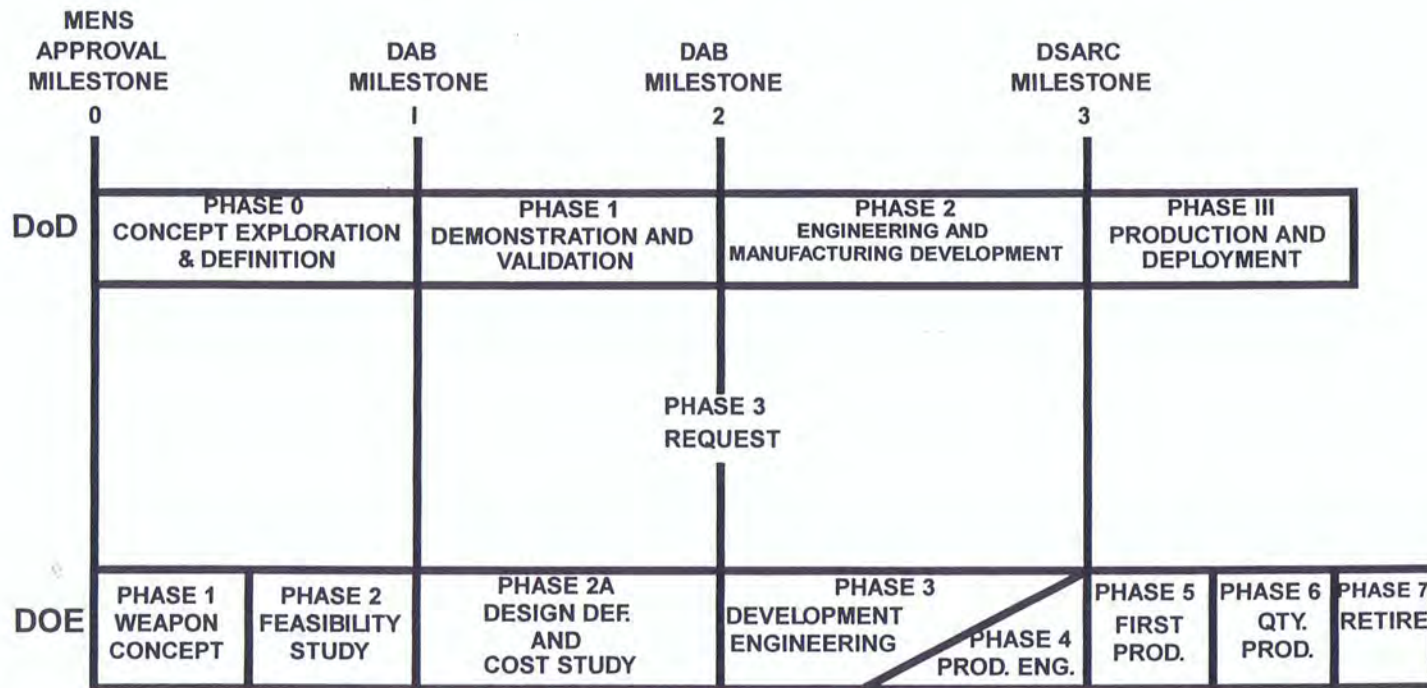 MENS
APPROVAL
MILESTONE
0
DAB
MILESTONE
I
DAB
MILESTONE
2
DSARC
MILESTONE
3
DoD
PHASE 0
CONCEPT EXPLORATION
& DEFINITION
PHASE 1
DEMONSTRATION AND
VALIDATION
PHASE 2
ENGINEERING AND
MANUFACTURING DEVELOPMENT
PHASE III
PRODUCTION AND
DEPLOYMENT
PHASE 3
REQUEST
DOE
PHASE 1
WEAPON
CONCEPT
PHASE 2
FEASIBILITY
STUDY
PHASE 2A
DESIGN DEF.
AND
COST STUDY
PHASE 3
DEVELOPMENT
ENGINEERING
PHASE 4
PROD. ENG.
PHASE 5
FIRST
PROD.
PHASE 6
QTY.
PROD.
PHASE 7
RETIRE